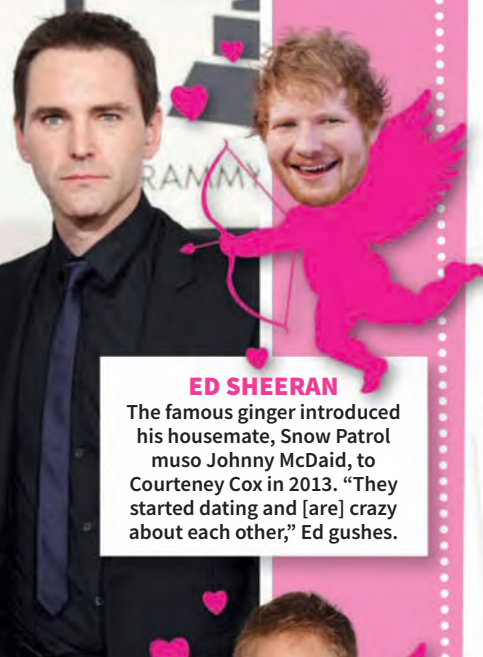 GRAMMY
ED SHEERAN
The famous ginger introduced
his housemate, Snow Patrol
muso Johnny McDaid, to
Courteney Cox in 2013. “They
started dating and [are] crazy
about each other,” Ed gushes.